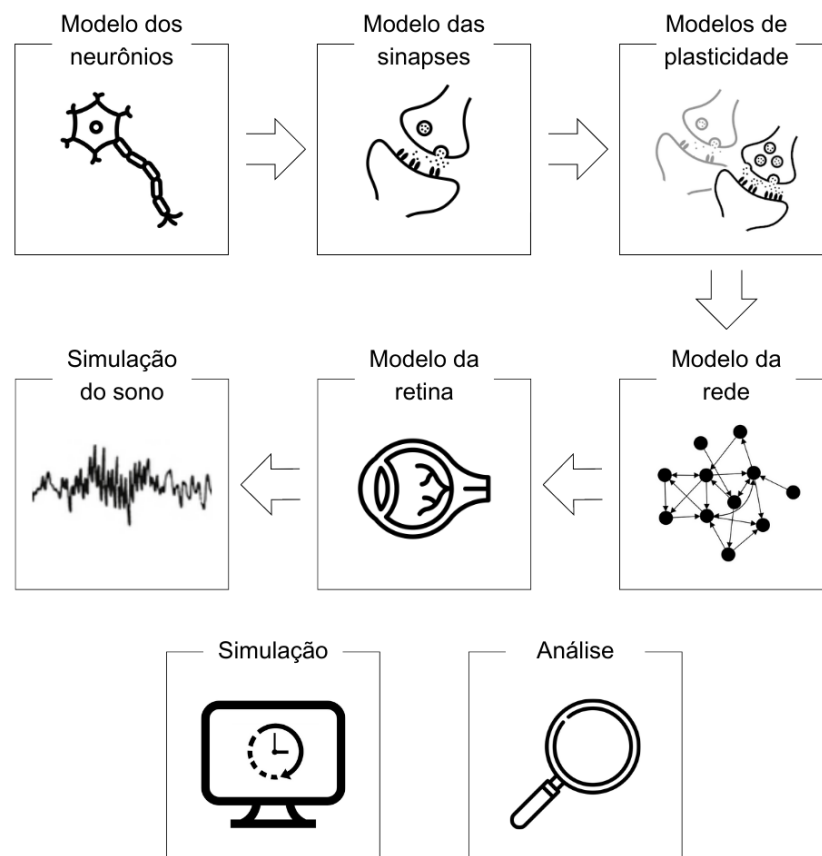 Modelo dos
neurônios
Modelo das
sinapses
Modelos de
plasticidade
Simulação
do sono
Modelo da
retina
Modelo da
rede
Simulação
Análise